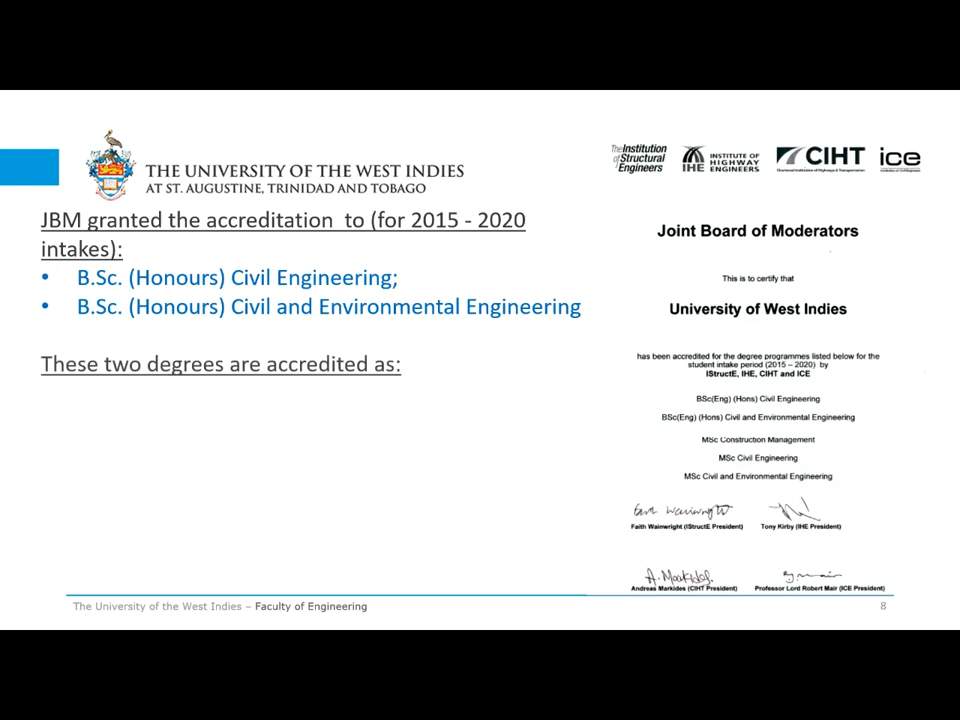 THE UNIVERSITY OF THE WEST INDIES
AT ST. AUGUSTINE, TRINIDAD AND TOBAGO
JBM granted the accreditation to (for 2015 - 2020
intakes):
• B.Sc. (Honours) Civil Engineering;
• B.Sc. (Honours) Civil and Environmental Engineering
These two degrees are accredited as:
The Institution
of Structural
Engineers
IHE
INSTITUTE OF
HIGHWAY
ENGINEERS
CIHT
Chartered Institution of Highways & Transportation
ice
Joint Board of Moderators
This is to certify that
University of West Indies
has been accredited for the degree programmes listed below for the
student intake period (2015 – 2020) by
IStructE, IHE, CIHT and ICE
BSc(Eng) (Hons) Civil Engineering
BSc(Eng) (Hons) Civil and Environmental Engineering
MSc Construction Management
MSc Civil Engineering
MSc Civil and Environmental Engineering
Faith Wainwright (IStructE President)
Tony Kirby (IHE President)
Andreas Markides (CIHT President)
Professor Lord Robert Mair (ICE President)
The University of the West Indies – Faculty of Engineering
8